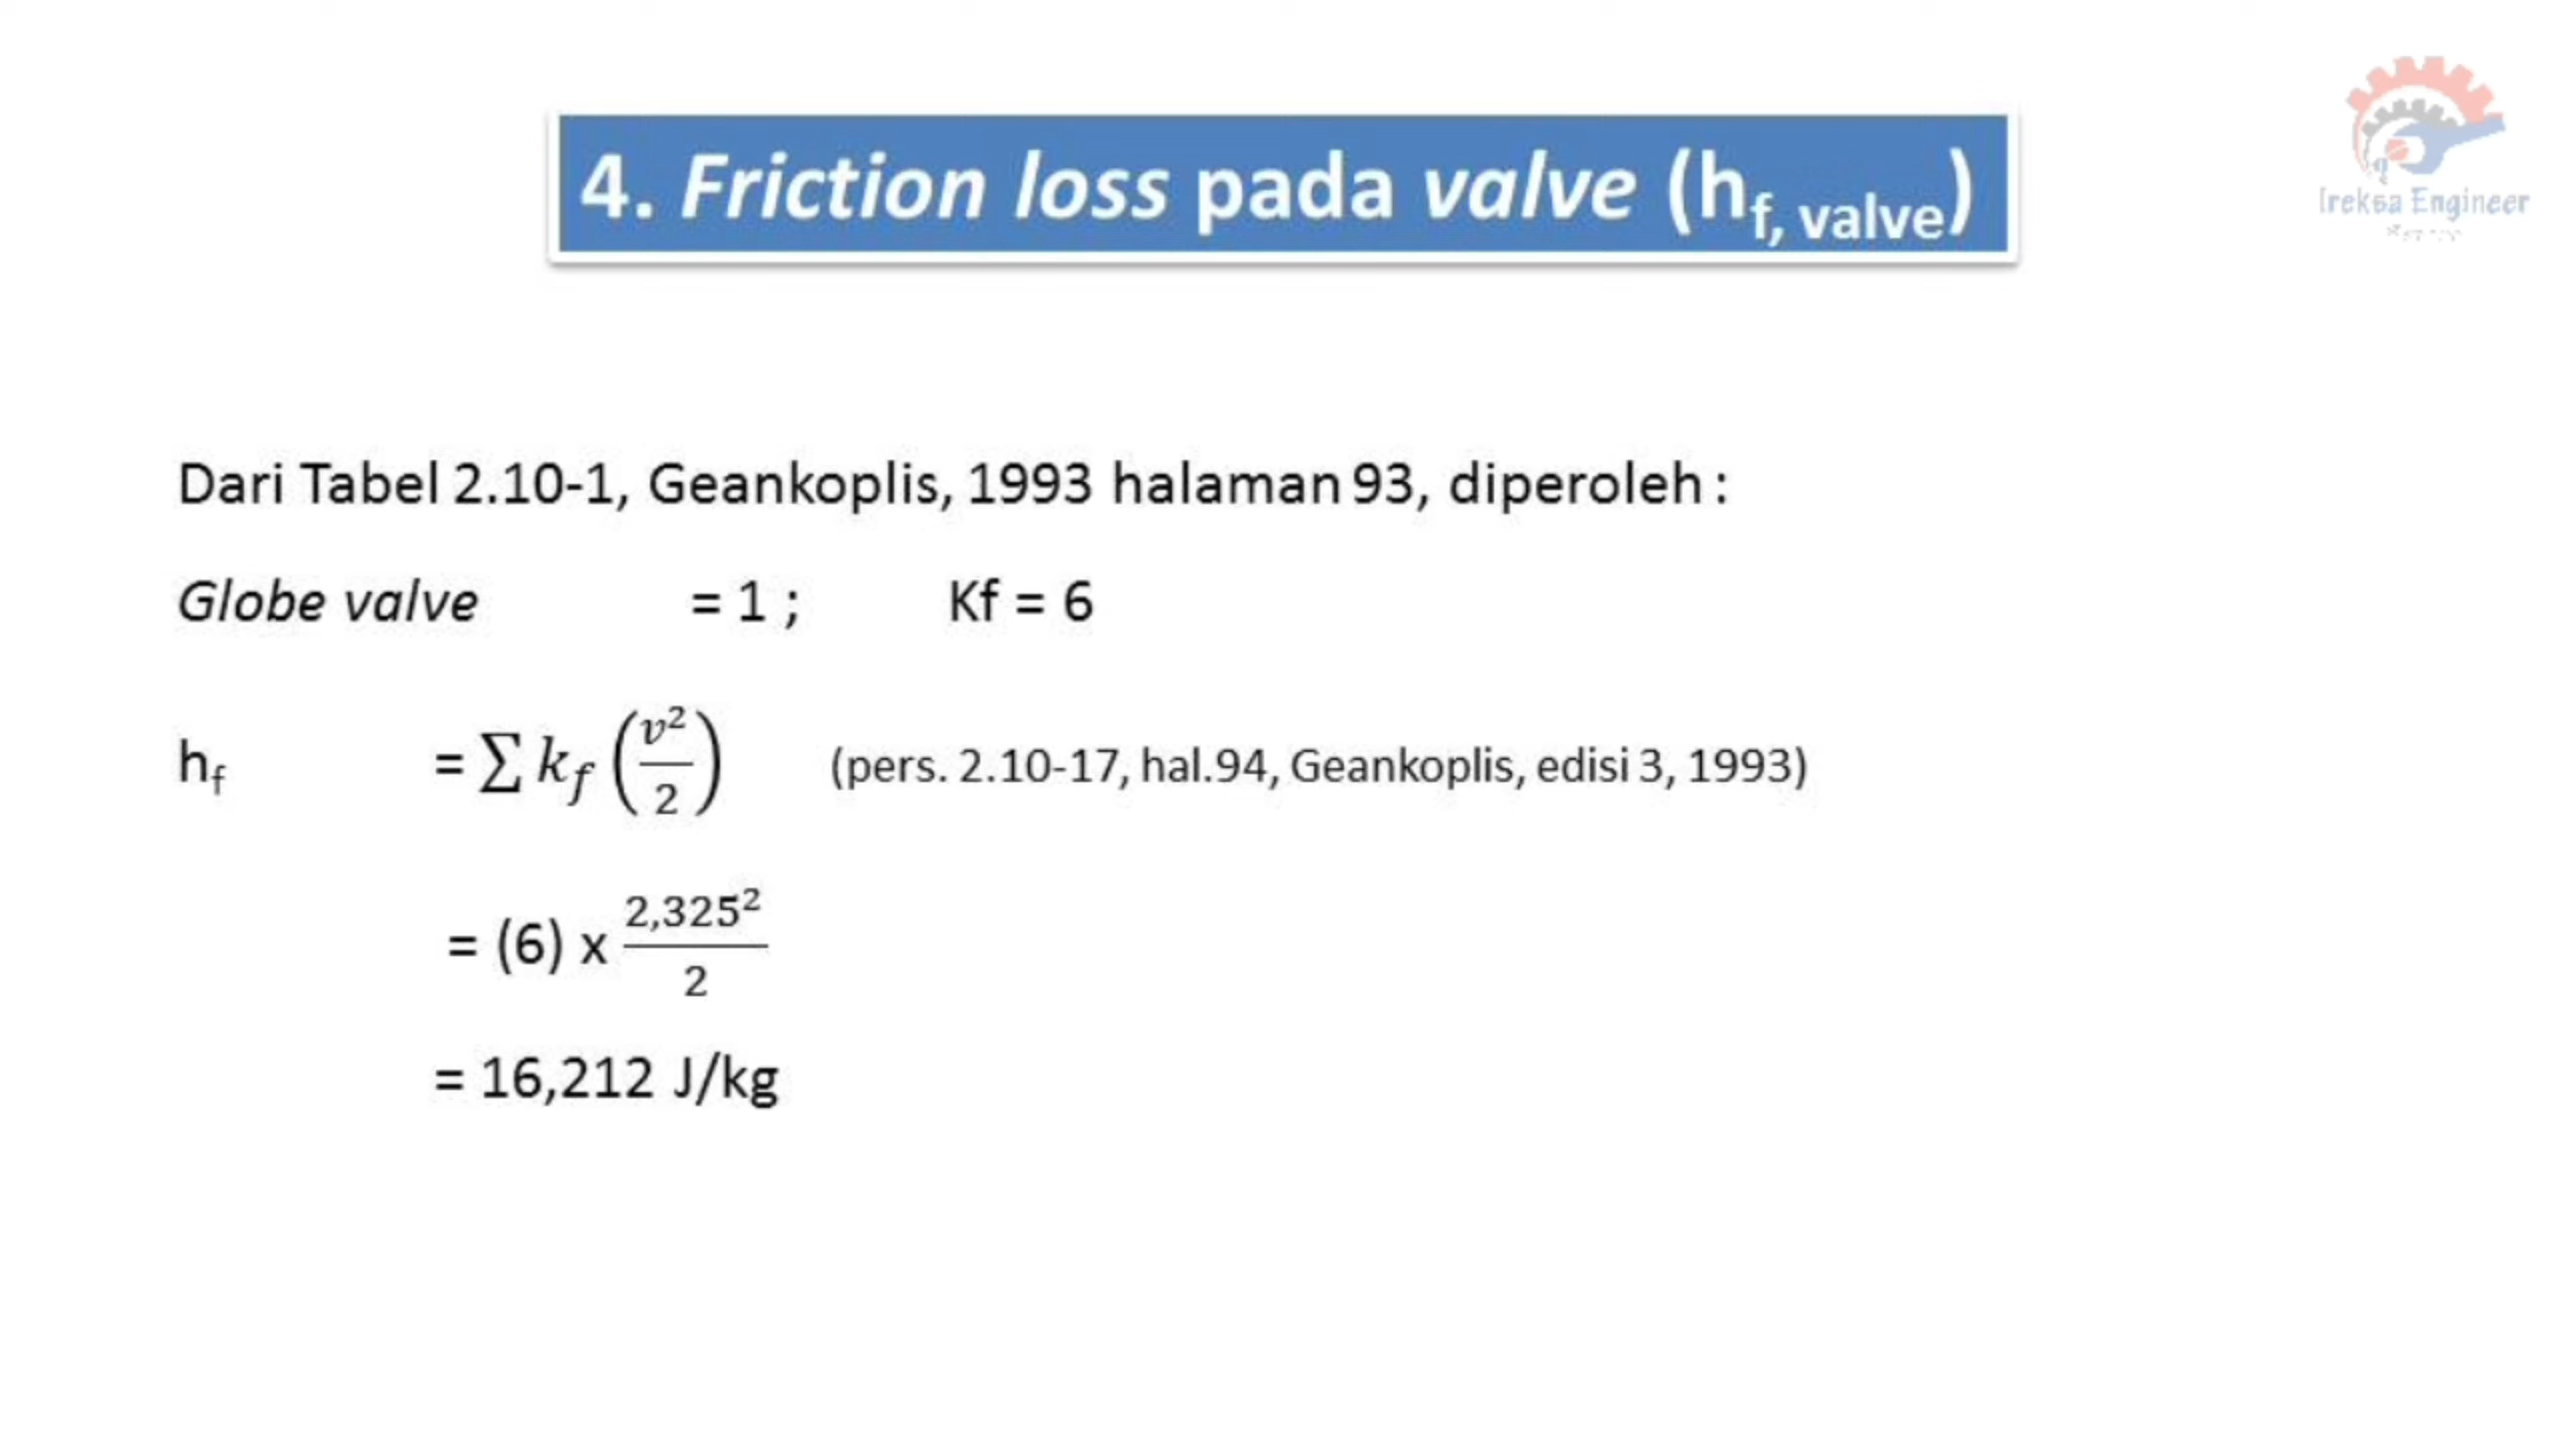 4. Friction loss pada valve (hf, valve)
Ireksa Engineer
Dari Tabel 2.10-1, Geankoplis, 1993 halaman 93, diperoleh :
Globe valve = 1 ; Kf = 6
hf = ∑ kf (v²/2) (pers. 2.10-17, hal.94, Geankoplis, edisi 3, 1993)
= (6) x 2,325²/2
= 16,212 J/kg